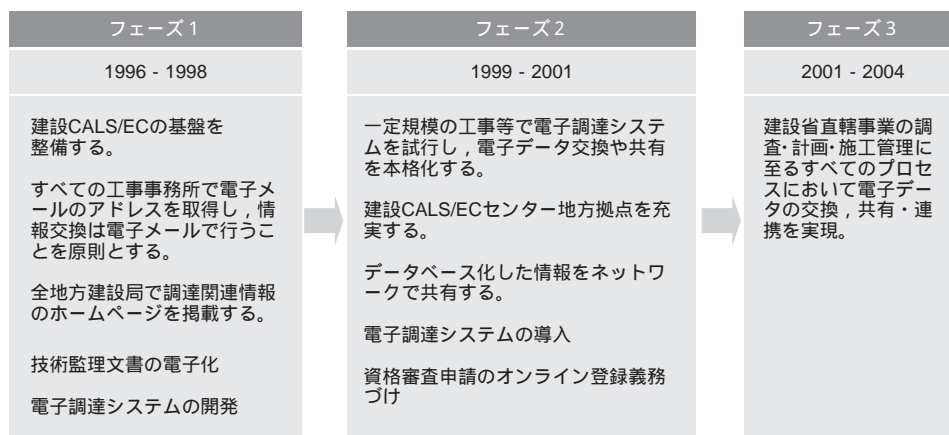 フェーズ1
1996 - 1998
建設CALS/ECの基盤を
整備する。
すべての工事事務所で電子メ
ールのアドレスを取得し，情
報交換は電子メールで行うこ
とを原則とする。
全地方建設局で調達関連情報
のホームページを掲載する。
技術監理文書の電子化
電子調達システムの開発
フェーズ2
1999 - 2001
一定規模の工事等で電子調達システ
ムを試行し，電子データ交換や共有
を本格化する。
建設CALS/ECセンター地方拠点を充
実する。
データベース化した情報をネットワ
ークで共有する。
電子調達システムの導入
資格審査申請のオンライン登録義務
づけ
フェーズ3
2001 - 2004
建設省直轄事業の調
査･計画･施工管理に
至るすべてのプロセ
スにおいて電子デー
タの交換，共有・連
携を実現。